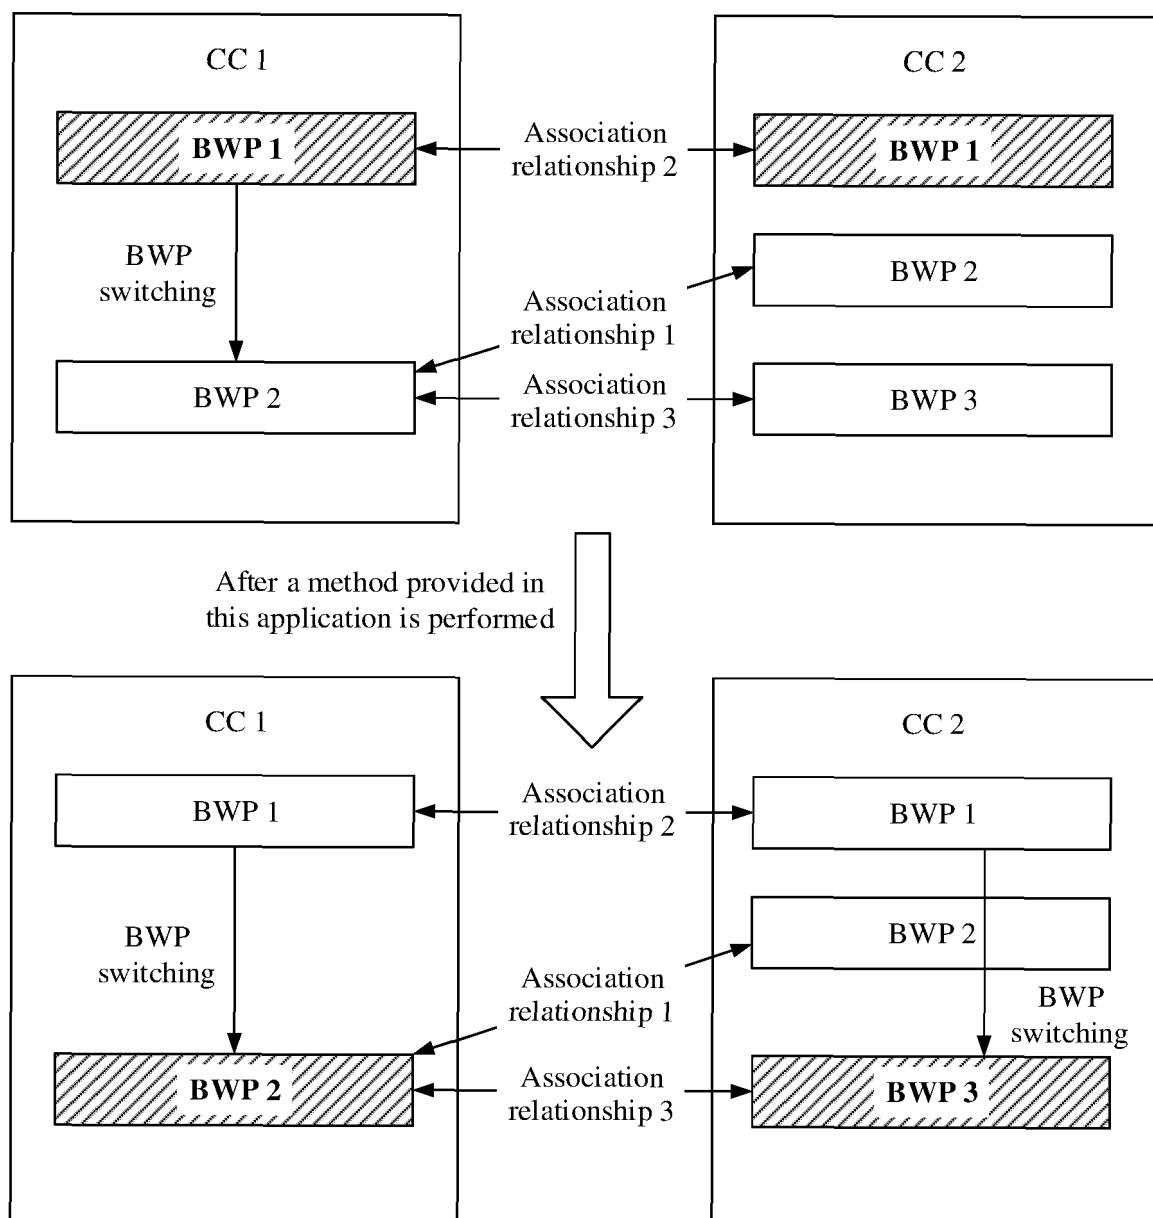 CC 1
CC 2
BWP 1
Association
relationship 2
BWP 1
BWP
switching
BWP 2
Association
relationship 1
BWP 2
Association
relationship 3
BWP 3
After a method provided in
this application is performed
CC 1
CC 2
BWP 1
Association
relationship 2
BWP 1
BWP
switching
BWP 2
Association
relationship 1
BWP
switching
BWP 2
Association
relationship 3
BWP 3